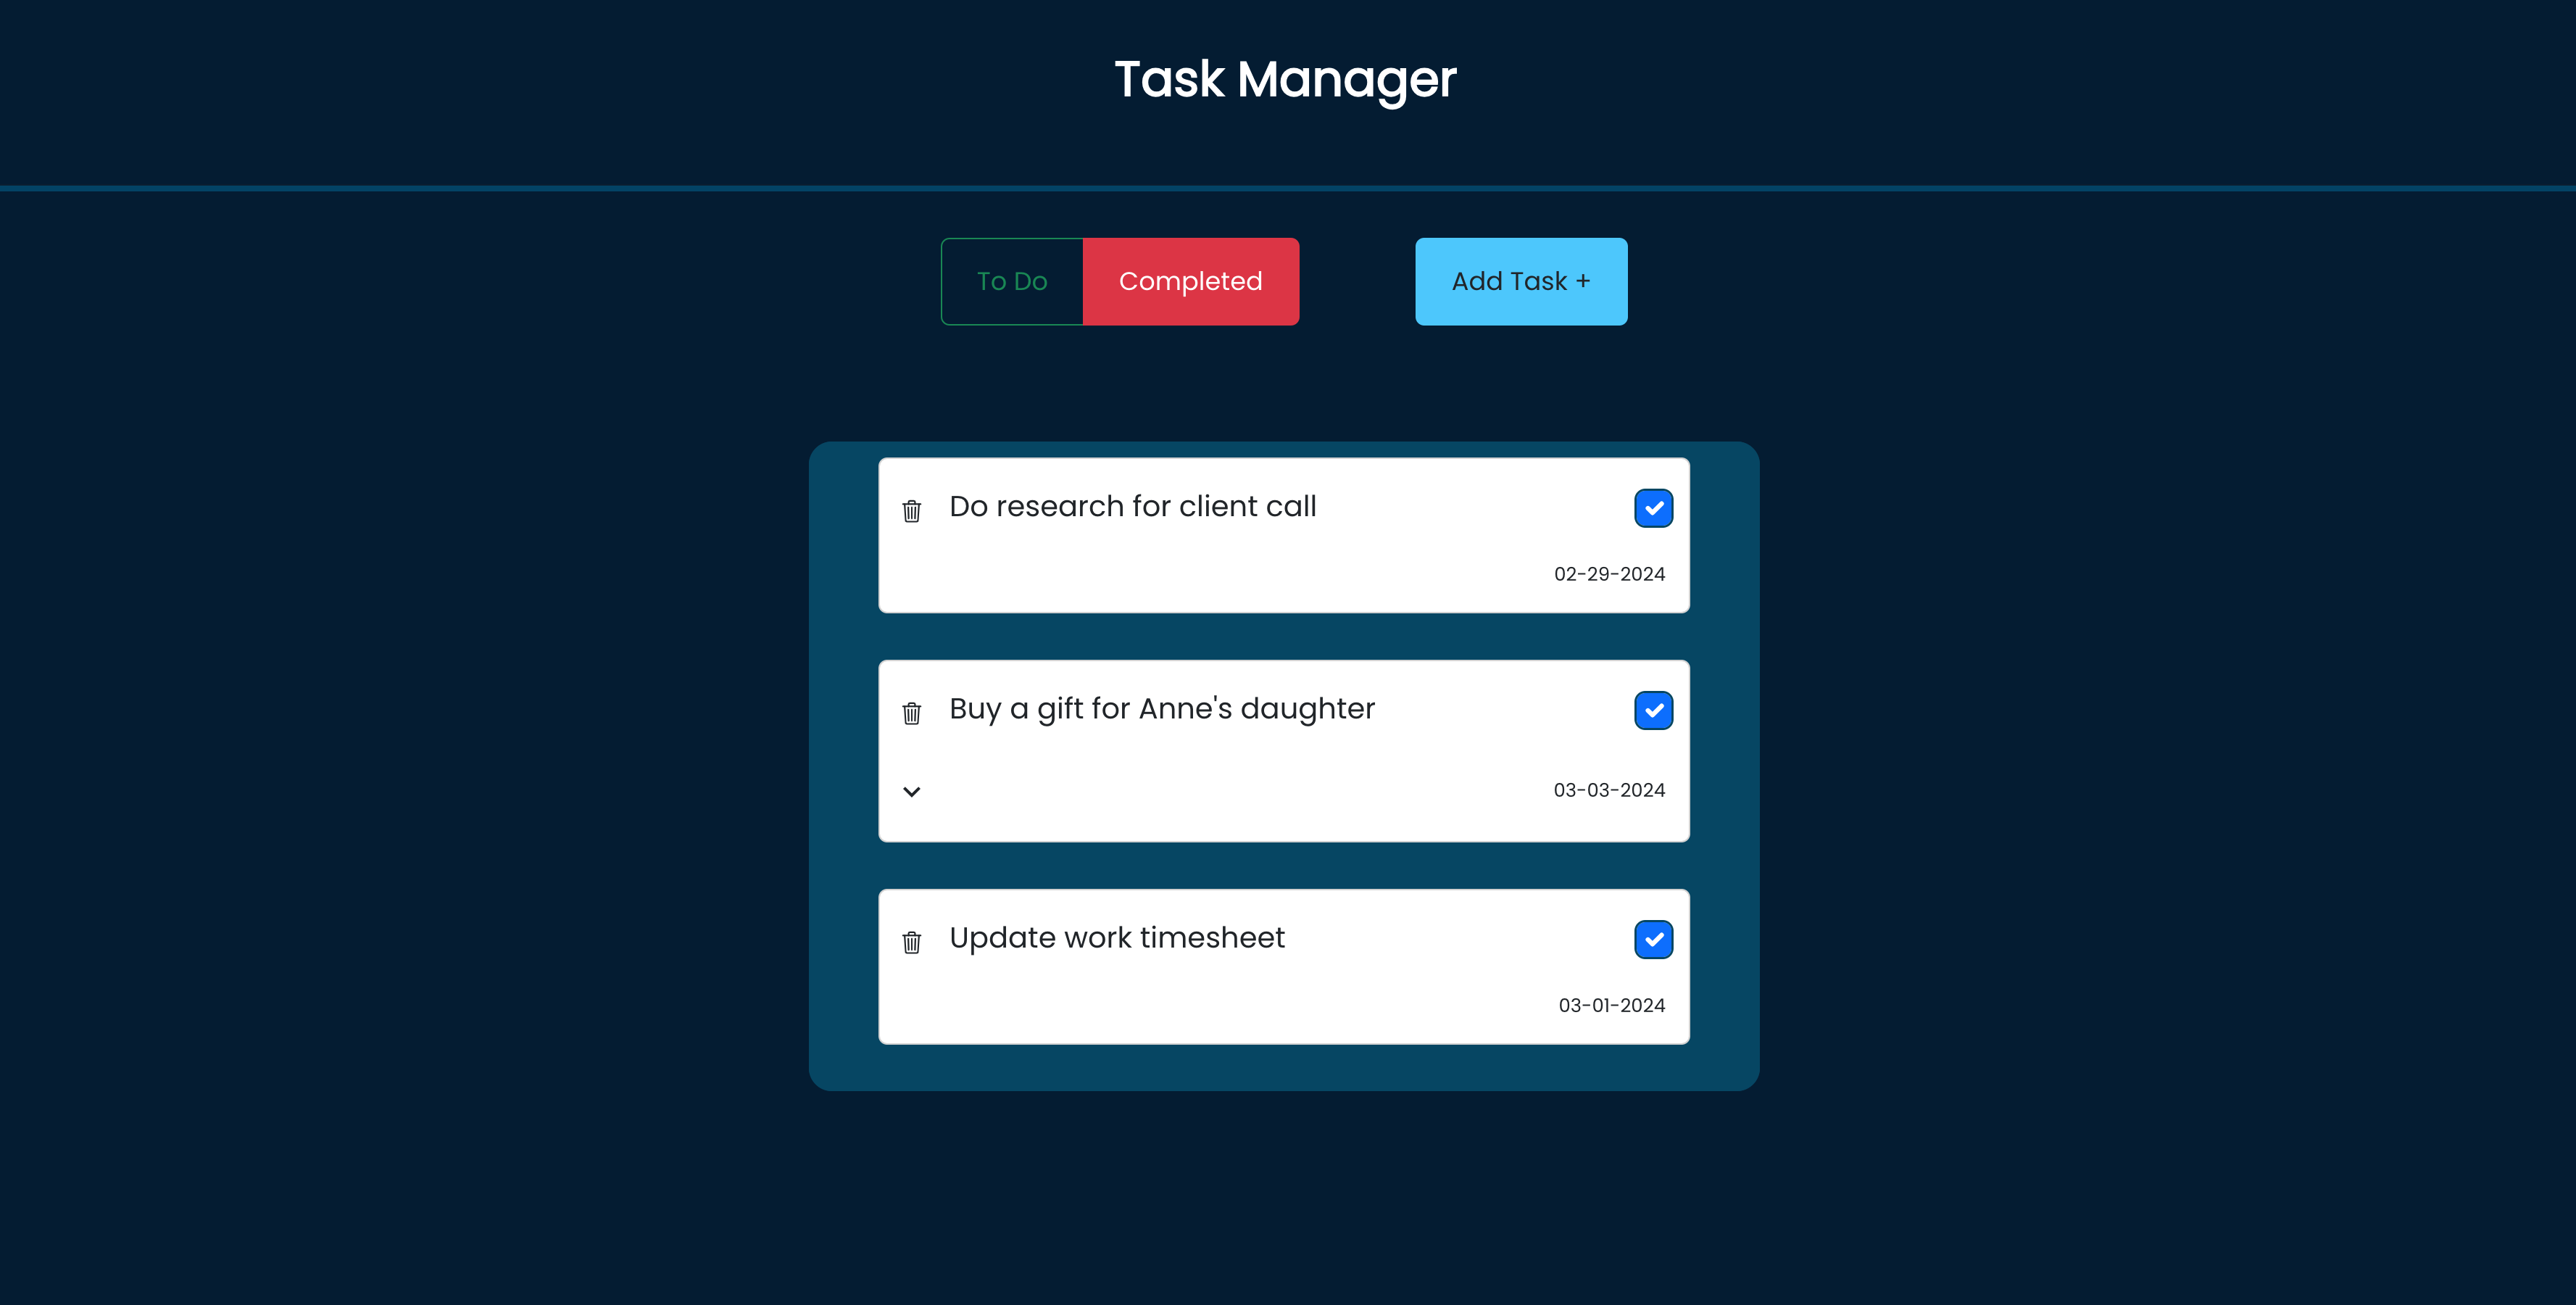 Task Manager
To Do
Completed
Add Task +
Do research for client call
02-29-2024
Buy a gift for Anne's daughter
03-03-2024
Update work timesheet
03-01-2024